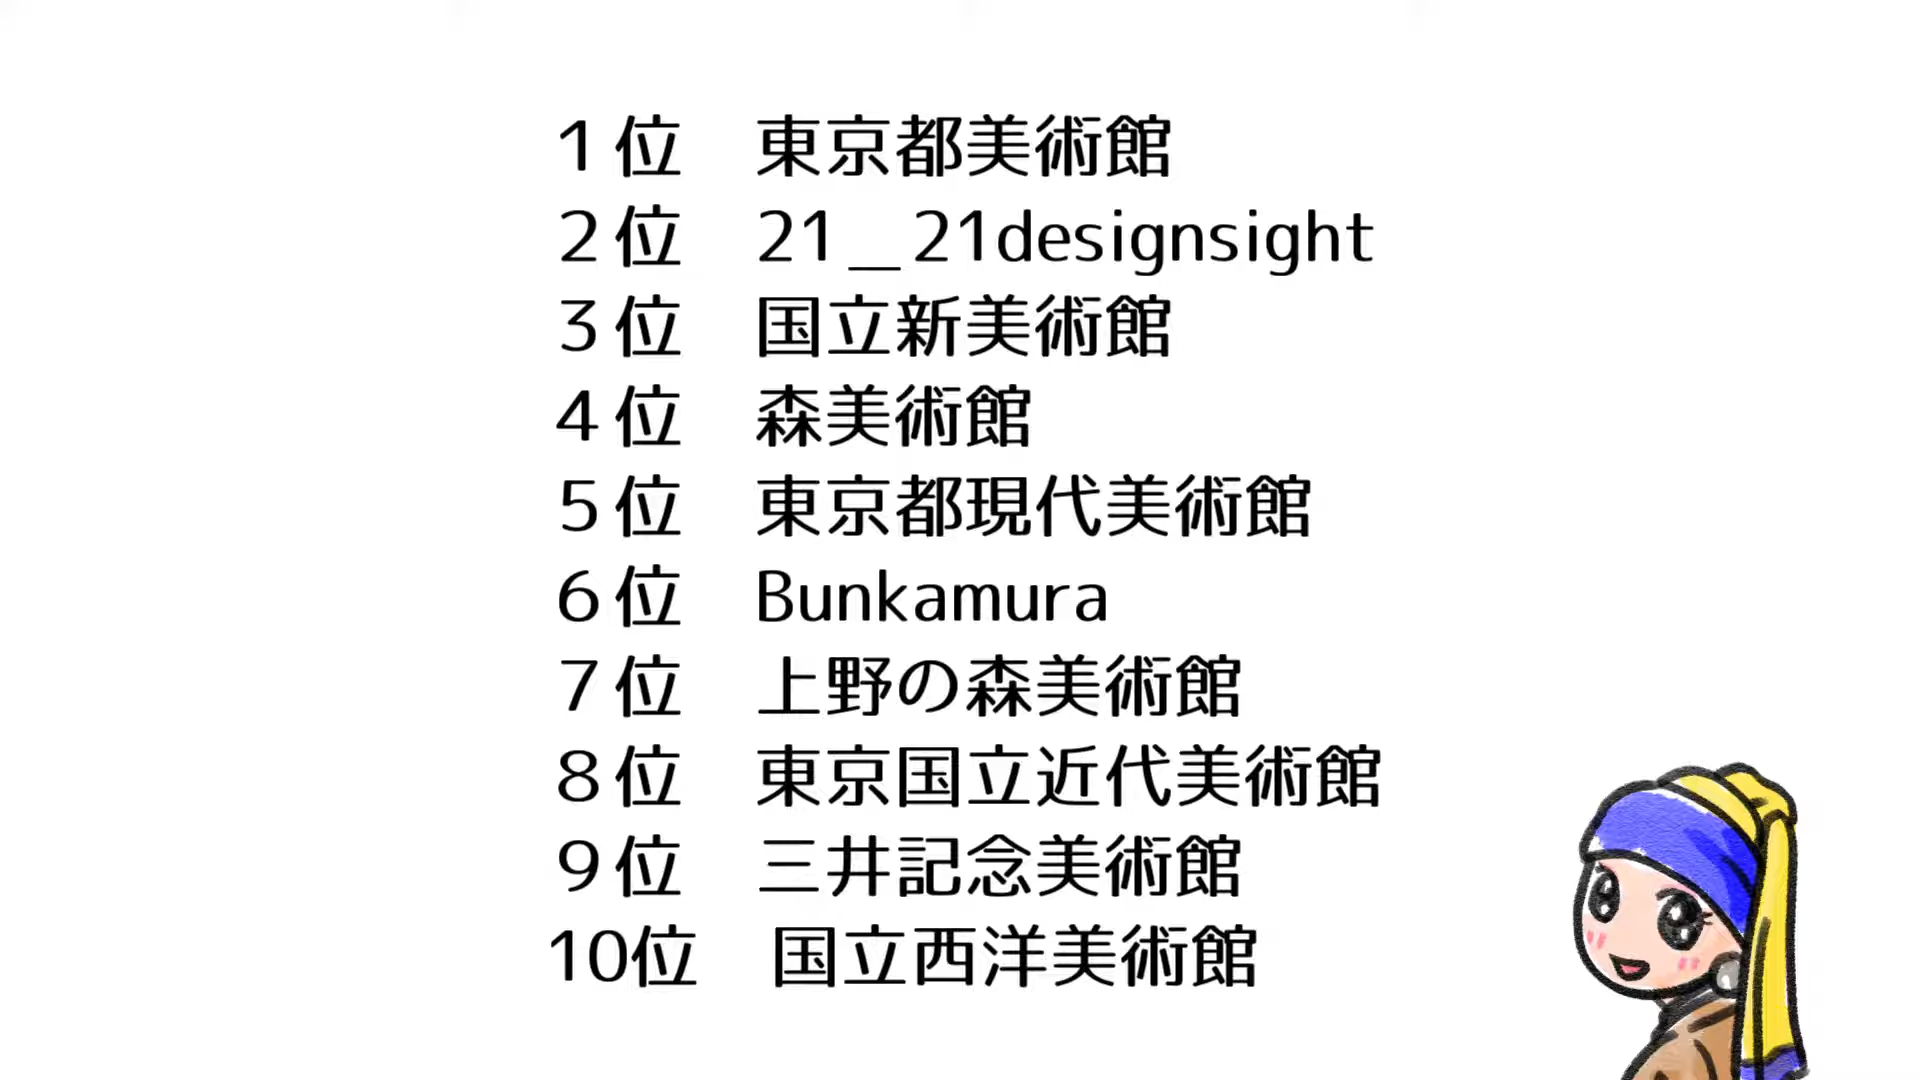 １位　東京都美術館
２位　21＿21designsight
３位　国立新美術館
４位　森美術館
５位　東京都現代美術館
６位　Bunkamura
７位　上野の森美術館
８位　東京国立近代美術館
９位　三井記念美術館
10位　国立西洋美術館